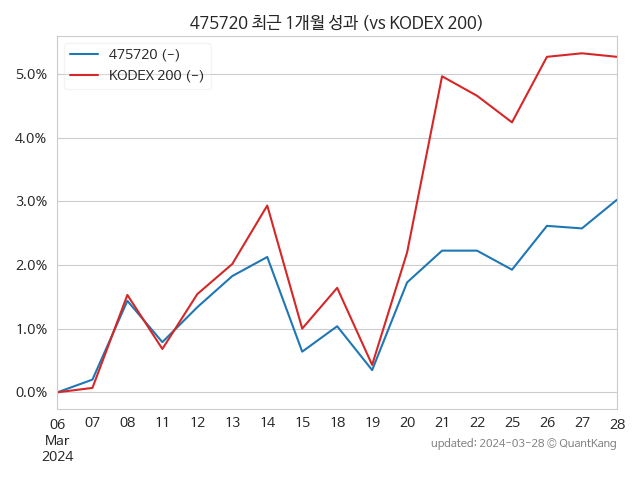 475720 최근 1개월 성과 (vs KODEX 200)
475720 (-)
KODEX 200 (-)
5.0%
4.0%
3.0%
2.0%
1.0%
0.0%
06 07 08 11 12 13 14 15 18 19 20 21 22 25 26 27 28
Mar
2024
updated: 2024-03-28 © QuantKang